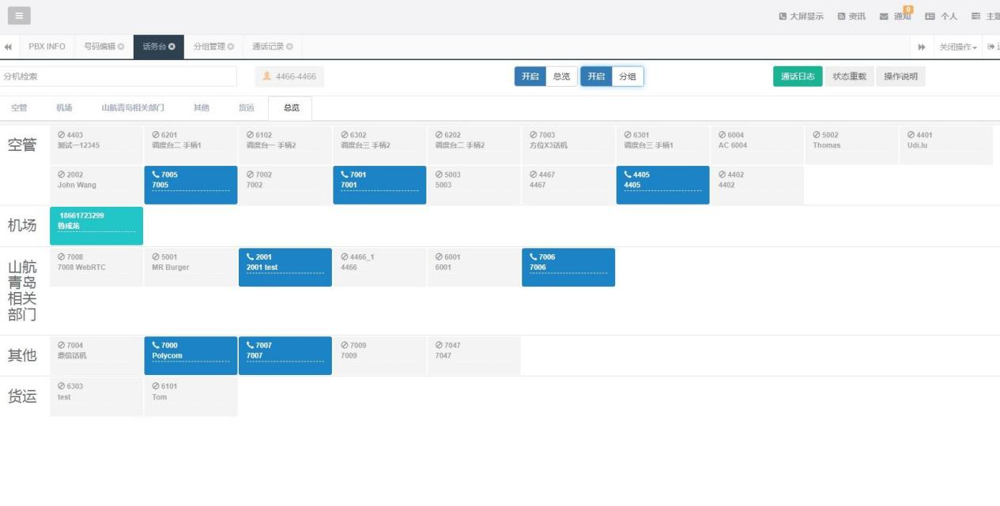 大屏显示 资讯 通知 0 个人 主题
PBX INFO 号码编辑 话务台 分组管理 通话记录 关闭操作
分机检索 4466-4466 开启 总览 开启 分组 通话日志 状态重载 操作说明
空管 机场 山航青岛相关部门 其他 货运 总览
空管
4403 6201 6102 6302 6202 7003 6301 6004 5002 4401
测试一12345 调度台二 手柄1 调度台一 手柄2 调度台三 手柄2 调度台二 手柄2 方位X3话机 调度台三 手柄1 AC 6004 Thomas Udi.lu
2002 7005 7002 7001 5003 4467 4405 4402
John Wang 7005 7002 7001 5003 4467 4405 4402
机场
18661723299
鲁成龙
山航
青岛
相关
部门
7008 5001 2001 4466_1 6001 7006
7008 WebRTC MR Burger 2001 test 4466 6001 7006
其他
7004 7000 7007 7009 7047
鼎信话机 Polycom 7007 7009 7047
货运
6303 6101
test Tom